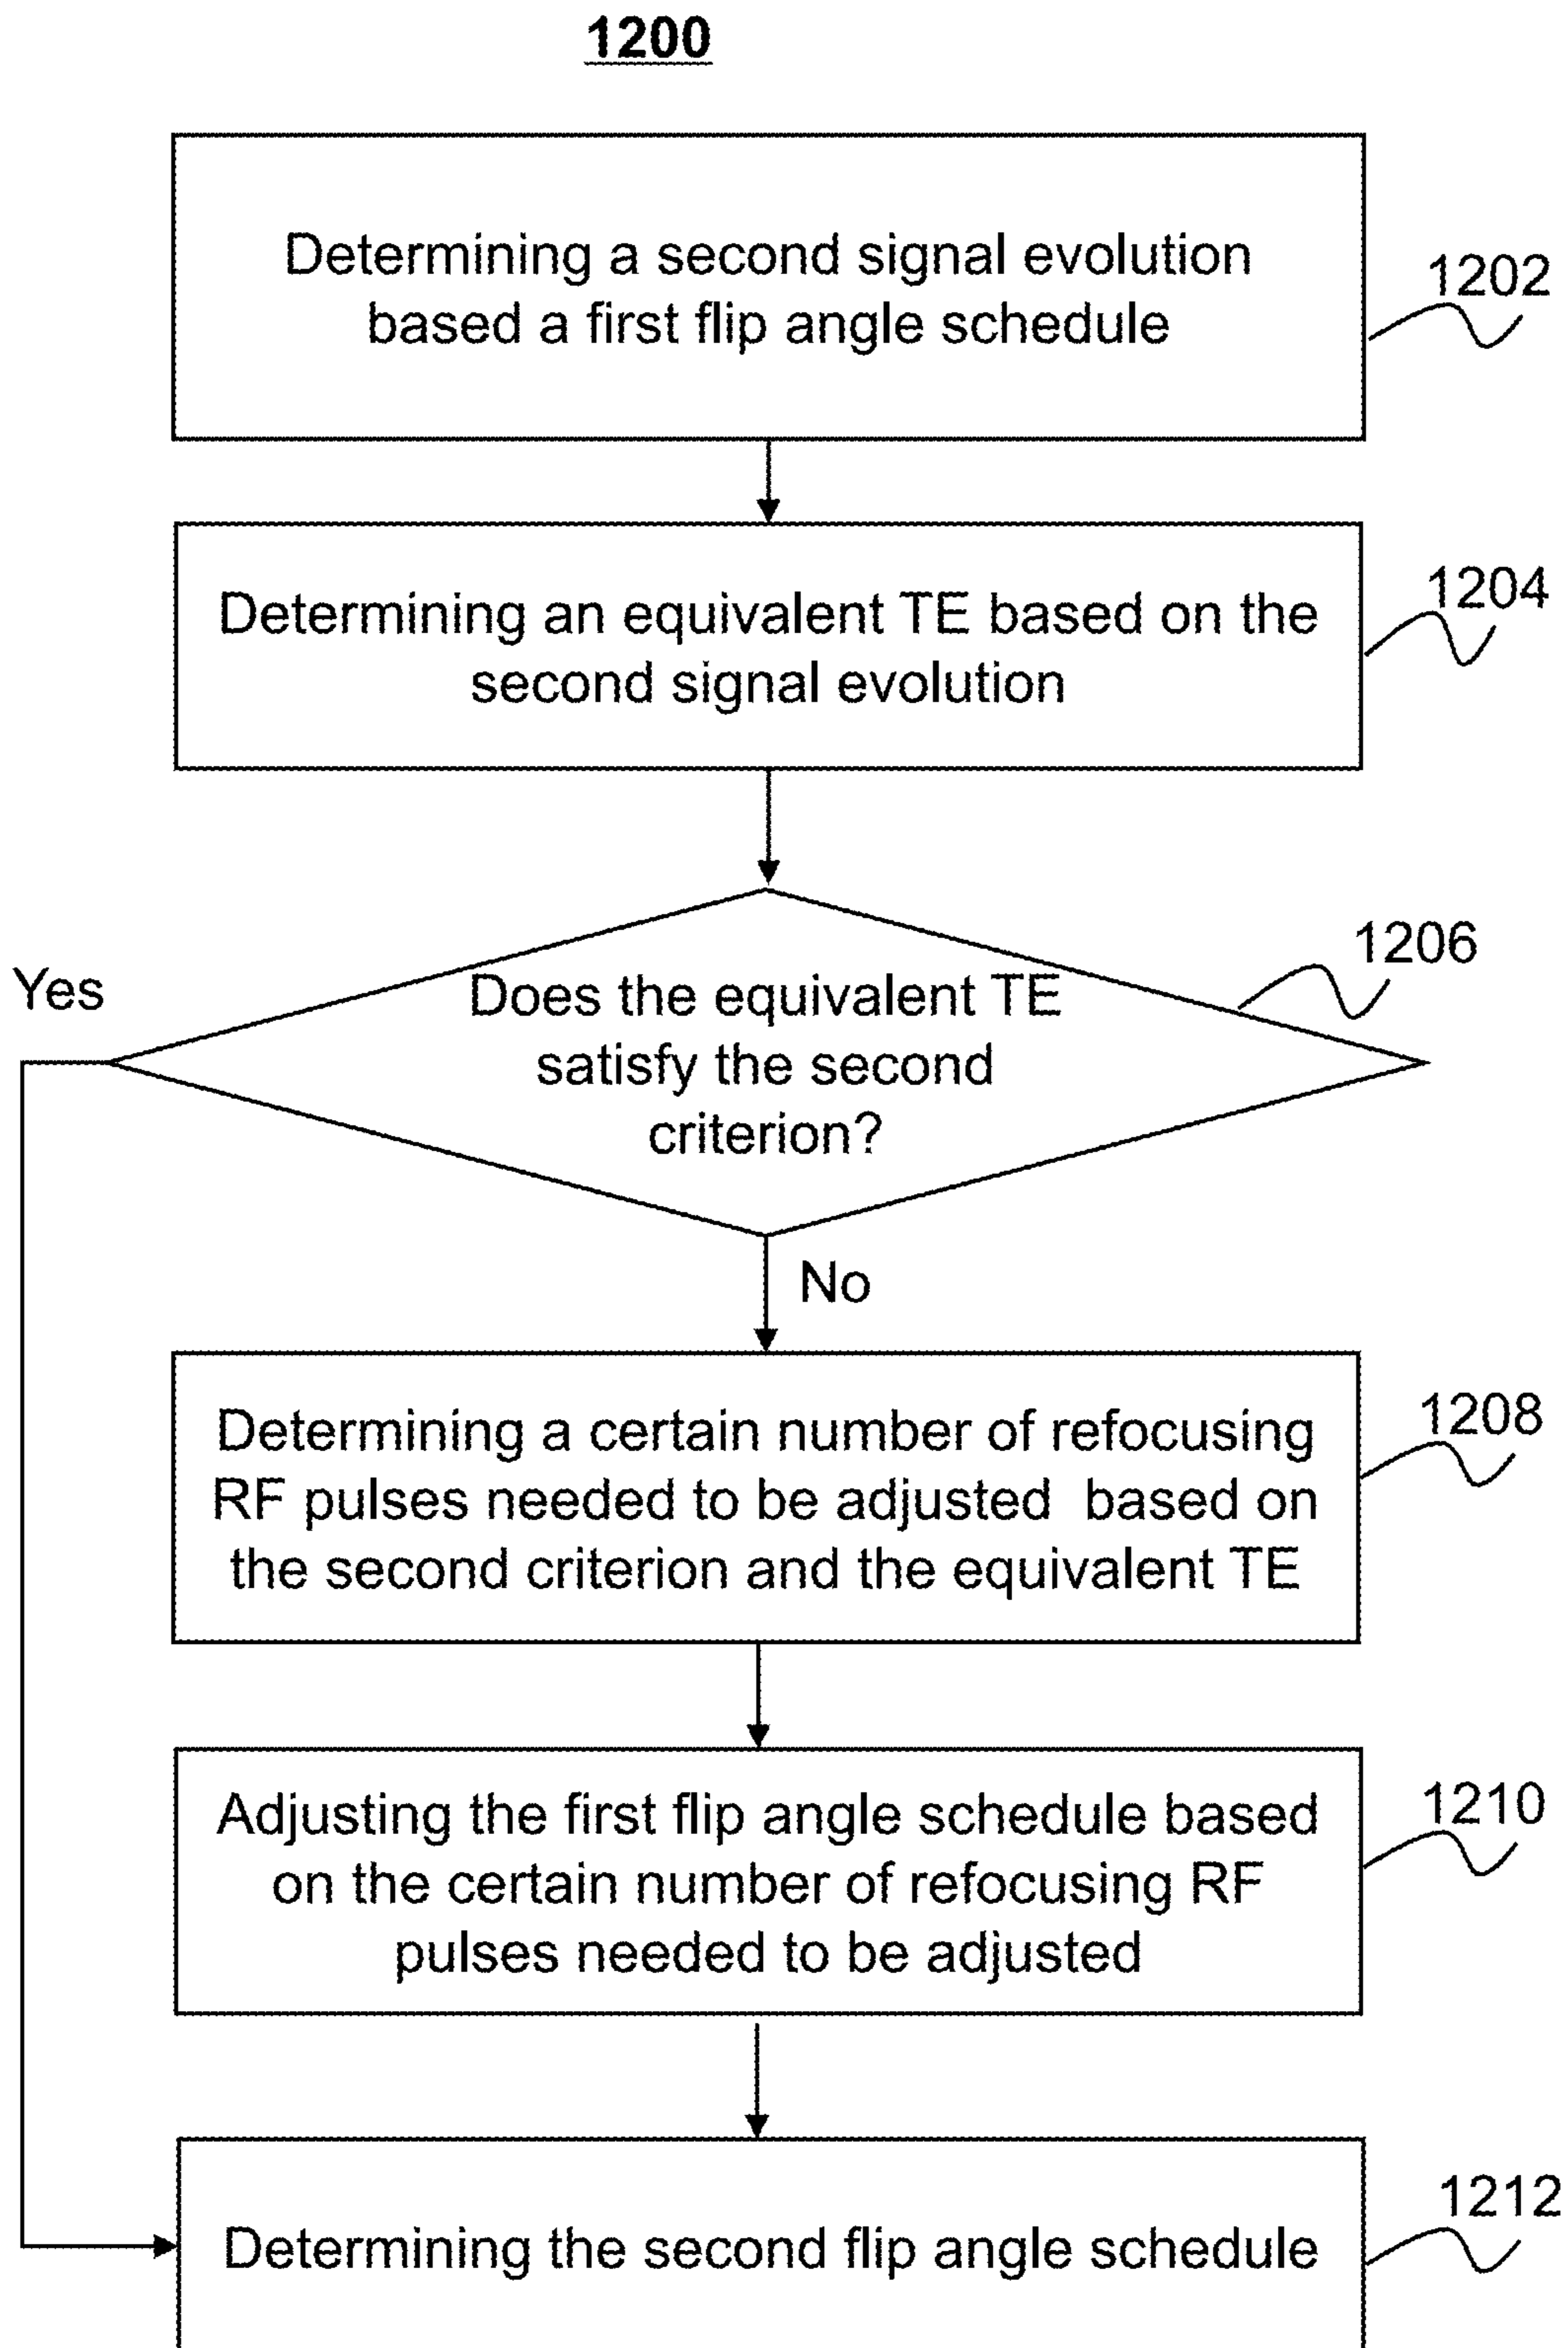 1200
Determining a second signal evolution
based a first flip angle schedule
1202
Determining an equivalent TE based on the
second signal evolution
1204
Yes
Does the equivalent TE
satisfy the second
criterion?
1206
No
Determining a certain number of refocusing
RF pulses needed to be adjusted based on
the second criterion and the equivalent TE
1208
Adjusting the first flip angle schedule based
on the certain number of refocusing RF
pulses needed to be adjusted
1210
Determining the second flip angle schedule
1212